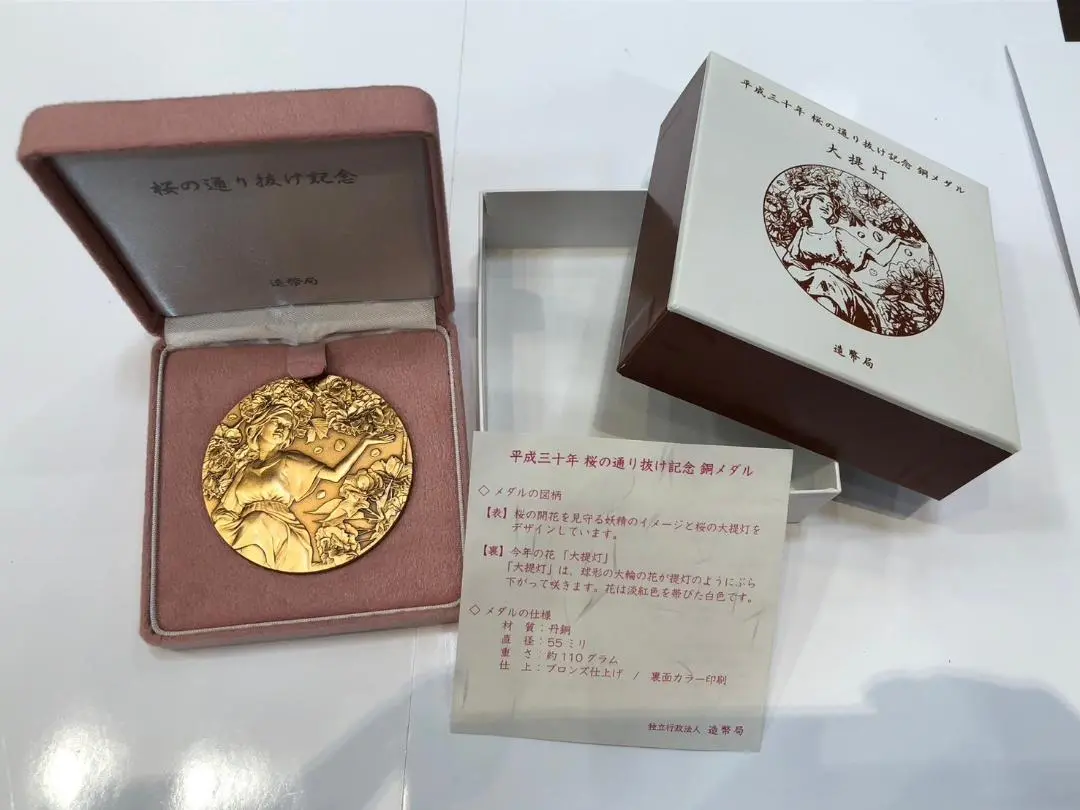 桜の通り抜け記念
造幣局
平成三十年 桜の通り抜け記念 銅メダル
大提灯
造幣局
平成三十年 桜の通り抜け記念 銅メダル
◇ メダルの図柄
【表】桜の開花を見守る妖精のイメージと桜の大提灯を
デザインしています。
【裏】今年の花「大提灯」
「大提灯」は、球形の大輪の花が提灯のようにぶら
下がって咲きます。花は淡紅色を帯びた白色です。
◇ メダルの仕様
材 質：丹銅
直 径：55ミリ
重 さ：約110グラム
仕 上：ブロンズ仕上げ / 裏面カラー印刷
独立行政法人 造幣局